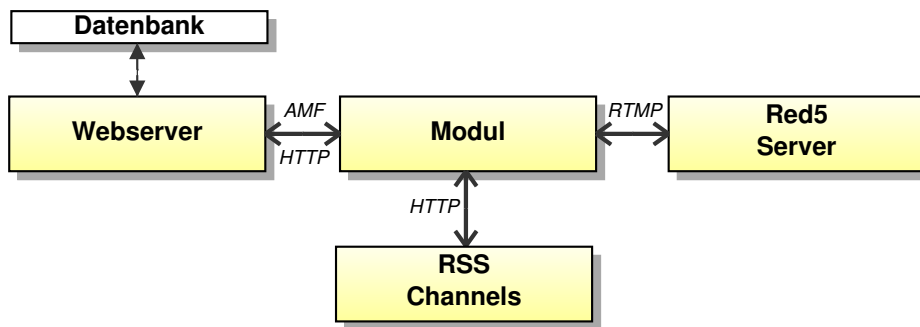 Datenbank
Webserver
AMF
HTTP
Modul
RTMP
Red5
Server
HTTP
RSS
Channels